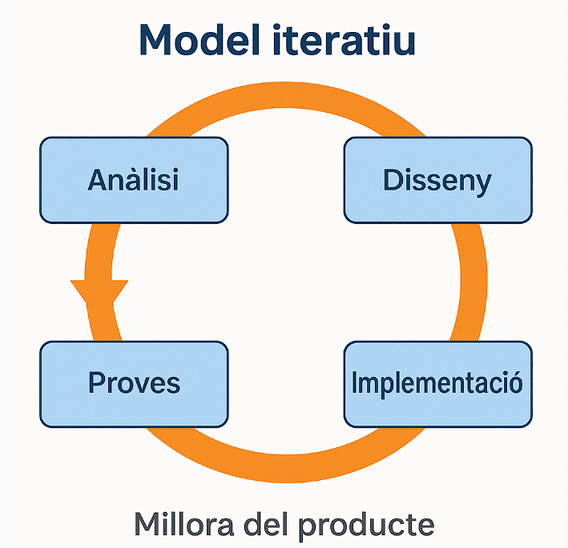 Model iteratiu
Anàlisi
Disseny
Proves
Implementació
Millora del producte